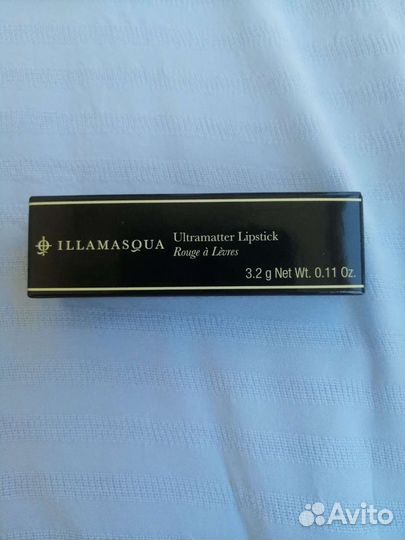 ILLAMASQUA
Ultramatter Lipstick
Rouge à Lèvres
3.2 g Net Wt. 0.11 Oz.
Avito